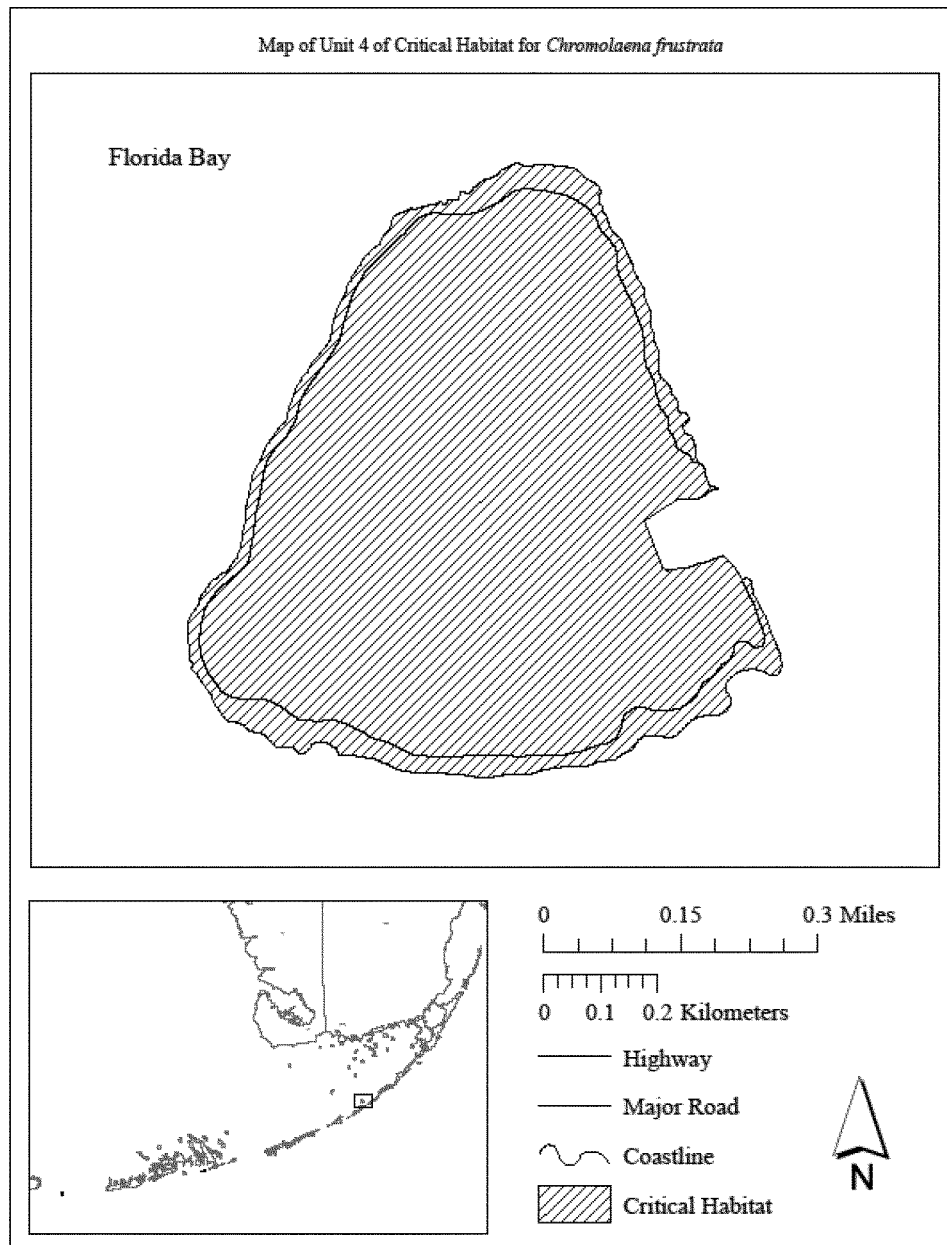 Map of Unit 4 of Critical Habitat for Chromolaena frustrata
Florida Bay
0 0.15 0.3 Miles
0 0.1 0.2 Kilometers
Highway
Major Road
Coastline
Critical Habitat
N